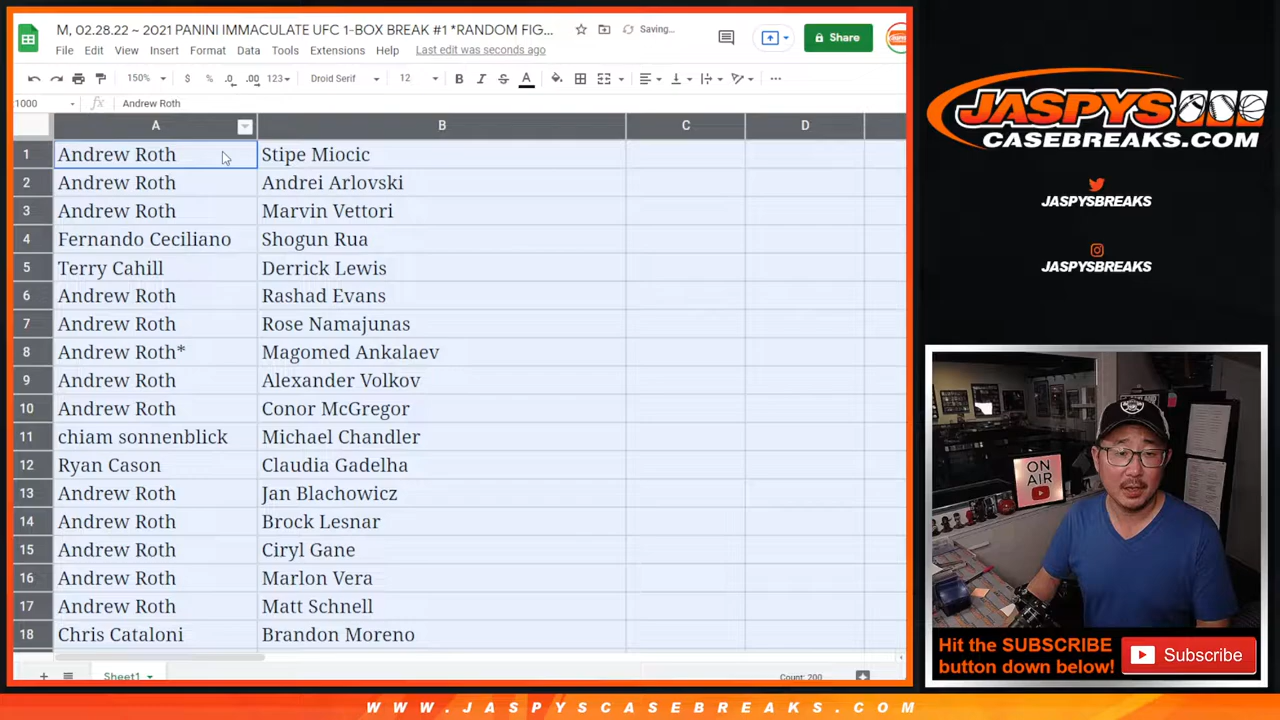 M, 02.28.22 ~ 2021 PANINI IMMACULATE UFC 1-BOX BREAK #1 *RANDOM FIG...
Saving...
File Edit View Insert Format Data Tools Extensions Help Last edit was seconds ago
Share
150% $ % .0 .00 123 Droid Serif 12 B I S A
1000 fx Andrew Roth
A B C D
1 Andrew Roth Stipe Miocic
2 Andrew Roth Andrei Arlovski
3 Andrew Roth Marvin Vettori
4 Fernando Ceciliano Shogun Rua
5 Terry Cahill Derrick Lewis
6 Andrew Roth Rashad Evans
7 Andrew Roth Rose Namajunas
8 Andrew Roth* Magomed Ankalaev
9 Andrew Roth Alexander Volkov
10 Andrew Roth Conor McGregor
11 chiam sonnenblick Michael Chandler
12 Ryan Cason Claudia Gadelha
13 Andrew Roth Jan Blachowicz
14 Andrew Roth Brock Lesnar
15 Andrew Roth Ciryl Gane
16 Andrew Roth Marlon Vera
17 Andrew Roth Matt Schnell
18 Chris Cataloni Brandon Moreno
Sheet1
Count: 200
JASPYS
CASEBREAKS.COM
JASPYSBREAKS
JASPYSBREAKS
ON
AIR
Hit the SUBSCRIBE
button down below!
Subscribe
WWW.JASPYSCASEBREAKS.COM